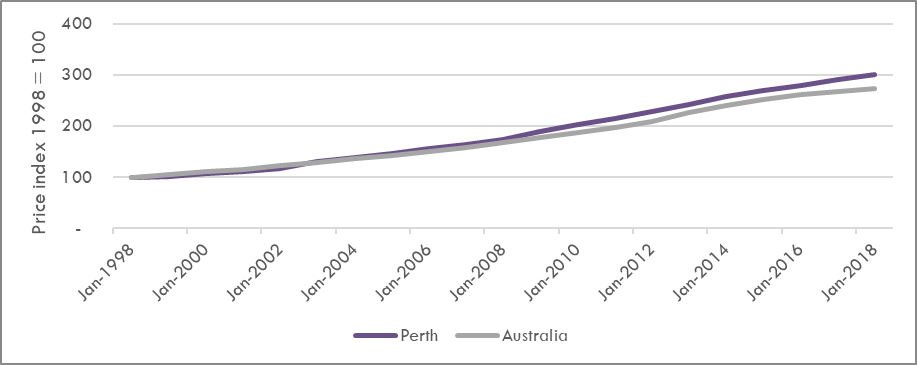 Price index 1998 = 100
400
300
200
100
-
Jan-1998
Jan-2000
Jan-2002
Jan-2004
Jan-2006
Jan-2008
Jan-2010
Jan-2012
Jan-2014
Jan-2016
Jan-2018
Perth
Australia